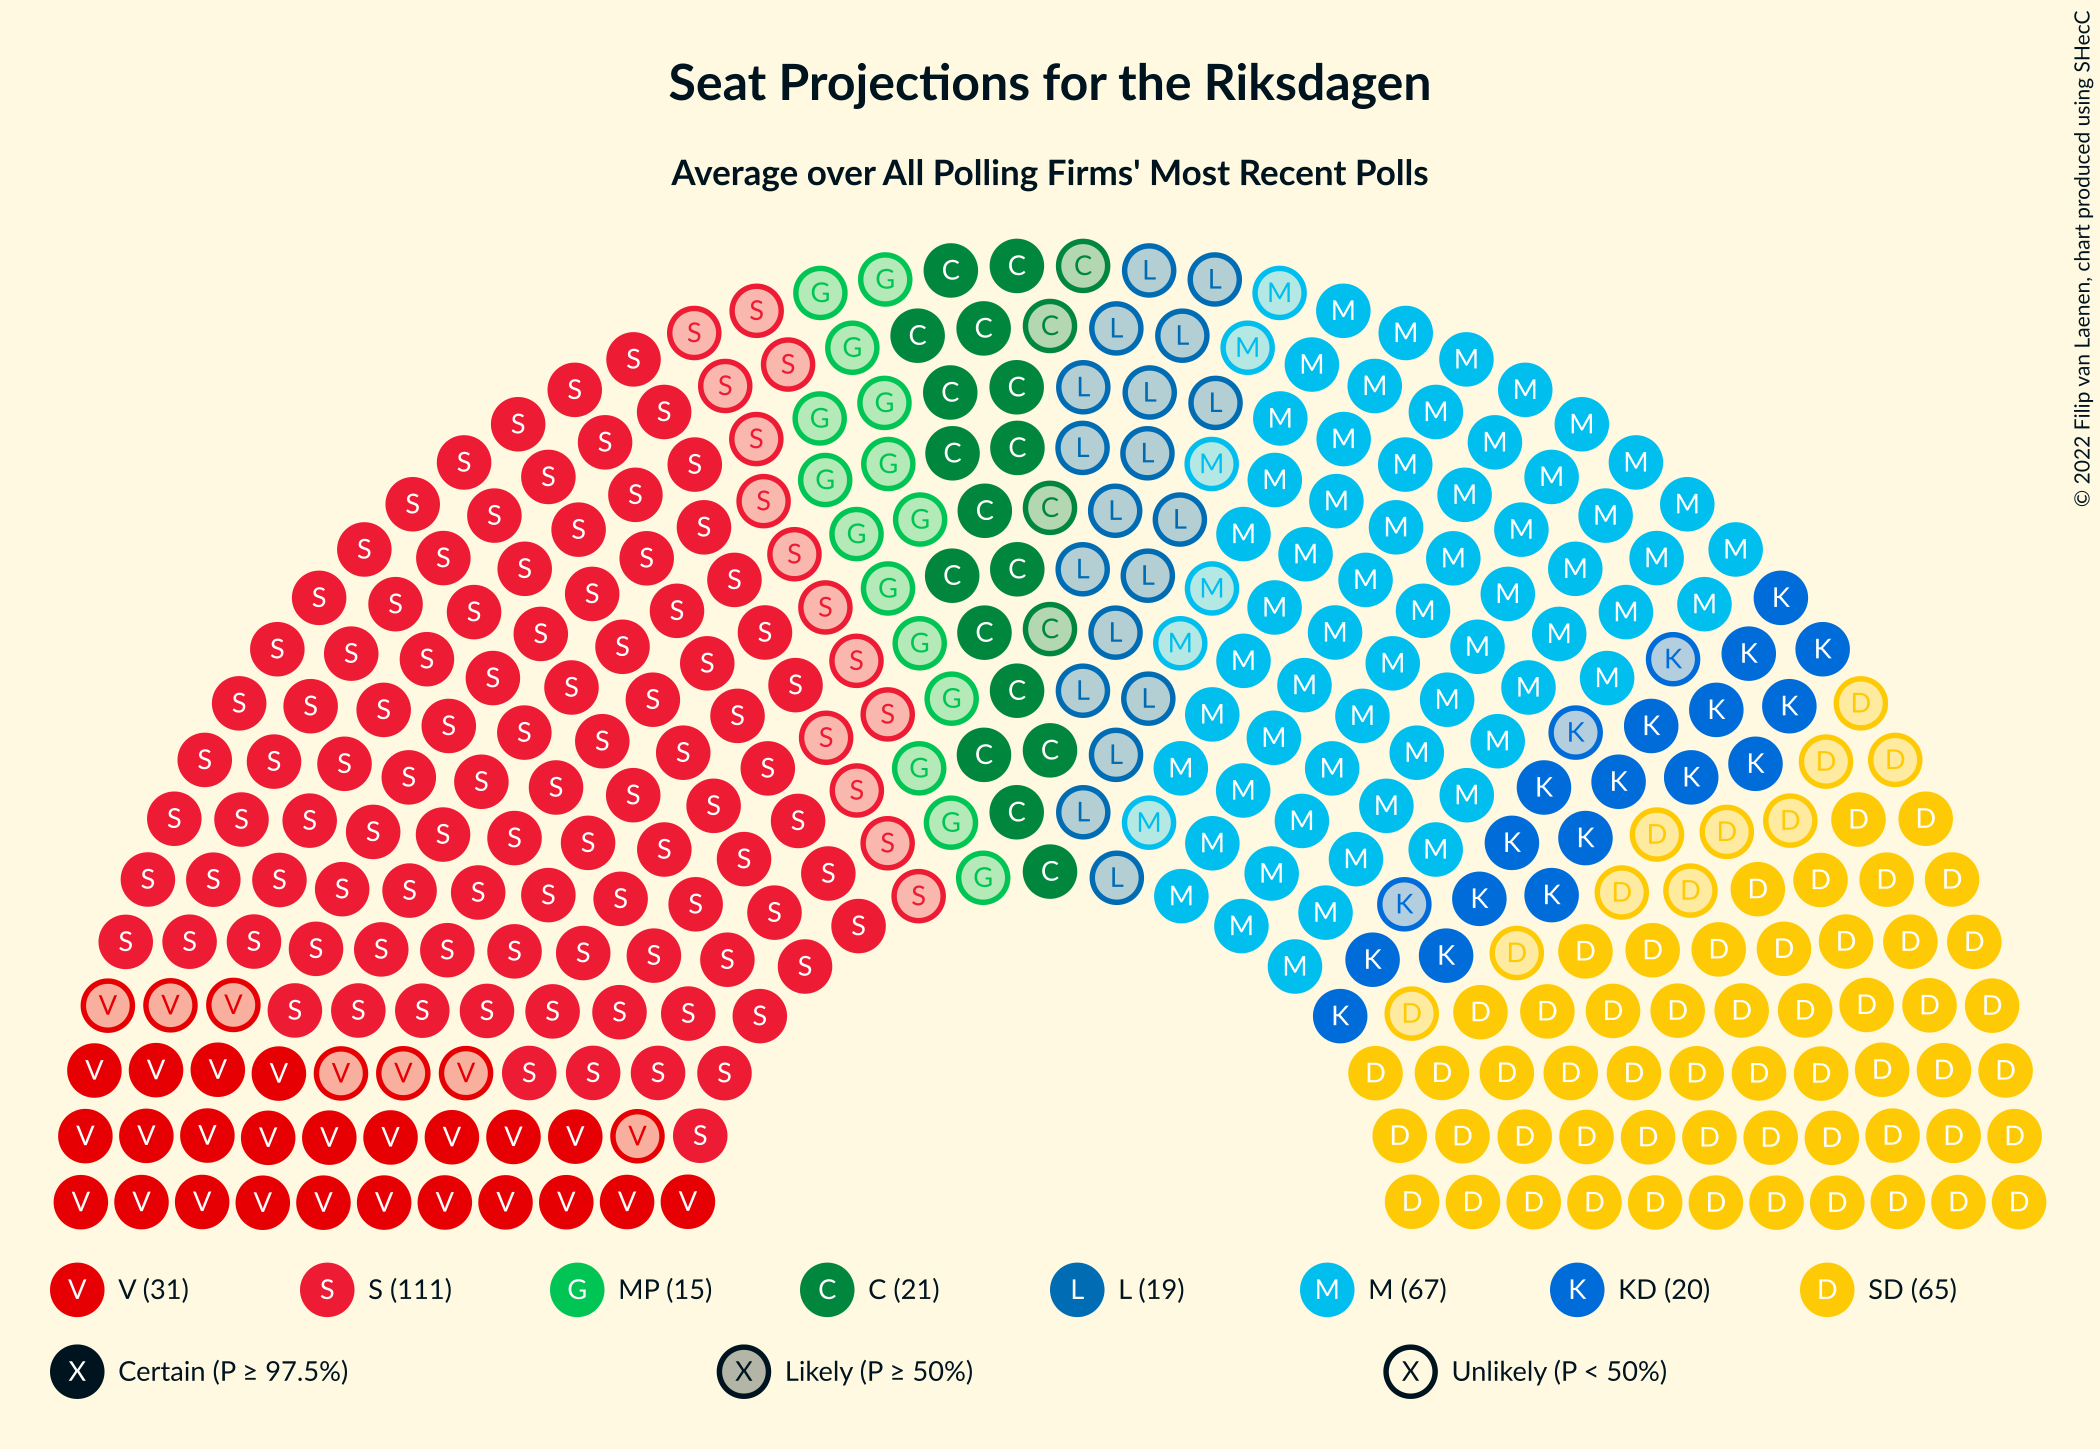 Seat Projections for the Riksdagen
Average over All Polling Firms' Most Recent Polls
© 2022 Filip van Laenen, chart produced using SHecC
V V (31) S S (111) G MP (15) C C (21) L L (19) M M (67) K KD (20) D SD (65)
X Certain (P ≥ 97.5%) X Likely (P ≥ 50%) X Unlikely (P < 50%)